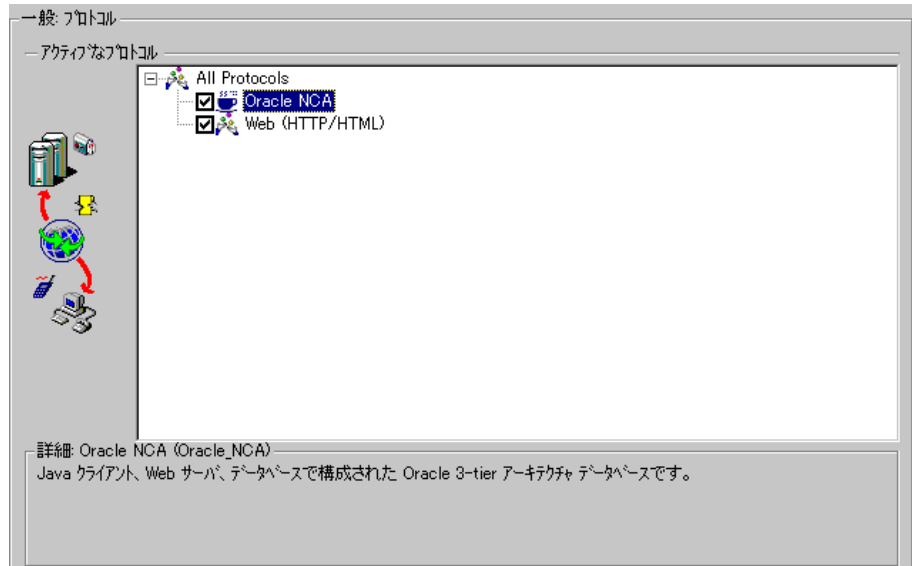 一般: ﾌﾟﾛﾄｺﾙ
ｱｸﾃｨﾌﾞなﾌﾟﾛﾄｺﾙ
All Protocols
Oracle NCA
Web (HTTP/HTML)
詳細: Oracle NCA (Oracle_NCA)
Java ｸﾗｲｱﾝﾄ、Web ｻｰﾊﾞ、ﾃﾞｰﾀﾍﾞｰｽで構成された Oracle 3-tier ｱｰｷﾃｸﾁｬ ﾃﾞｰﾀﾍﾞｰｽです。